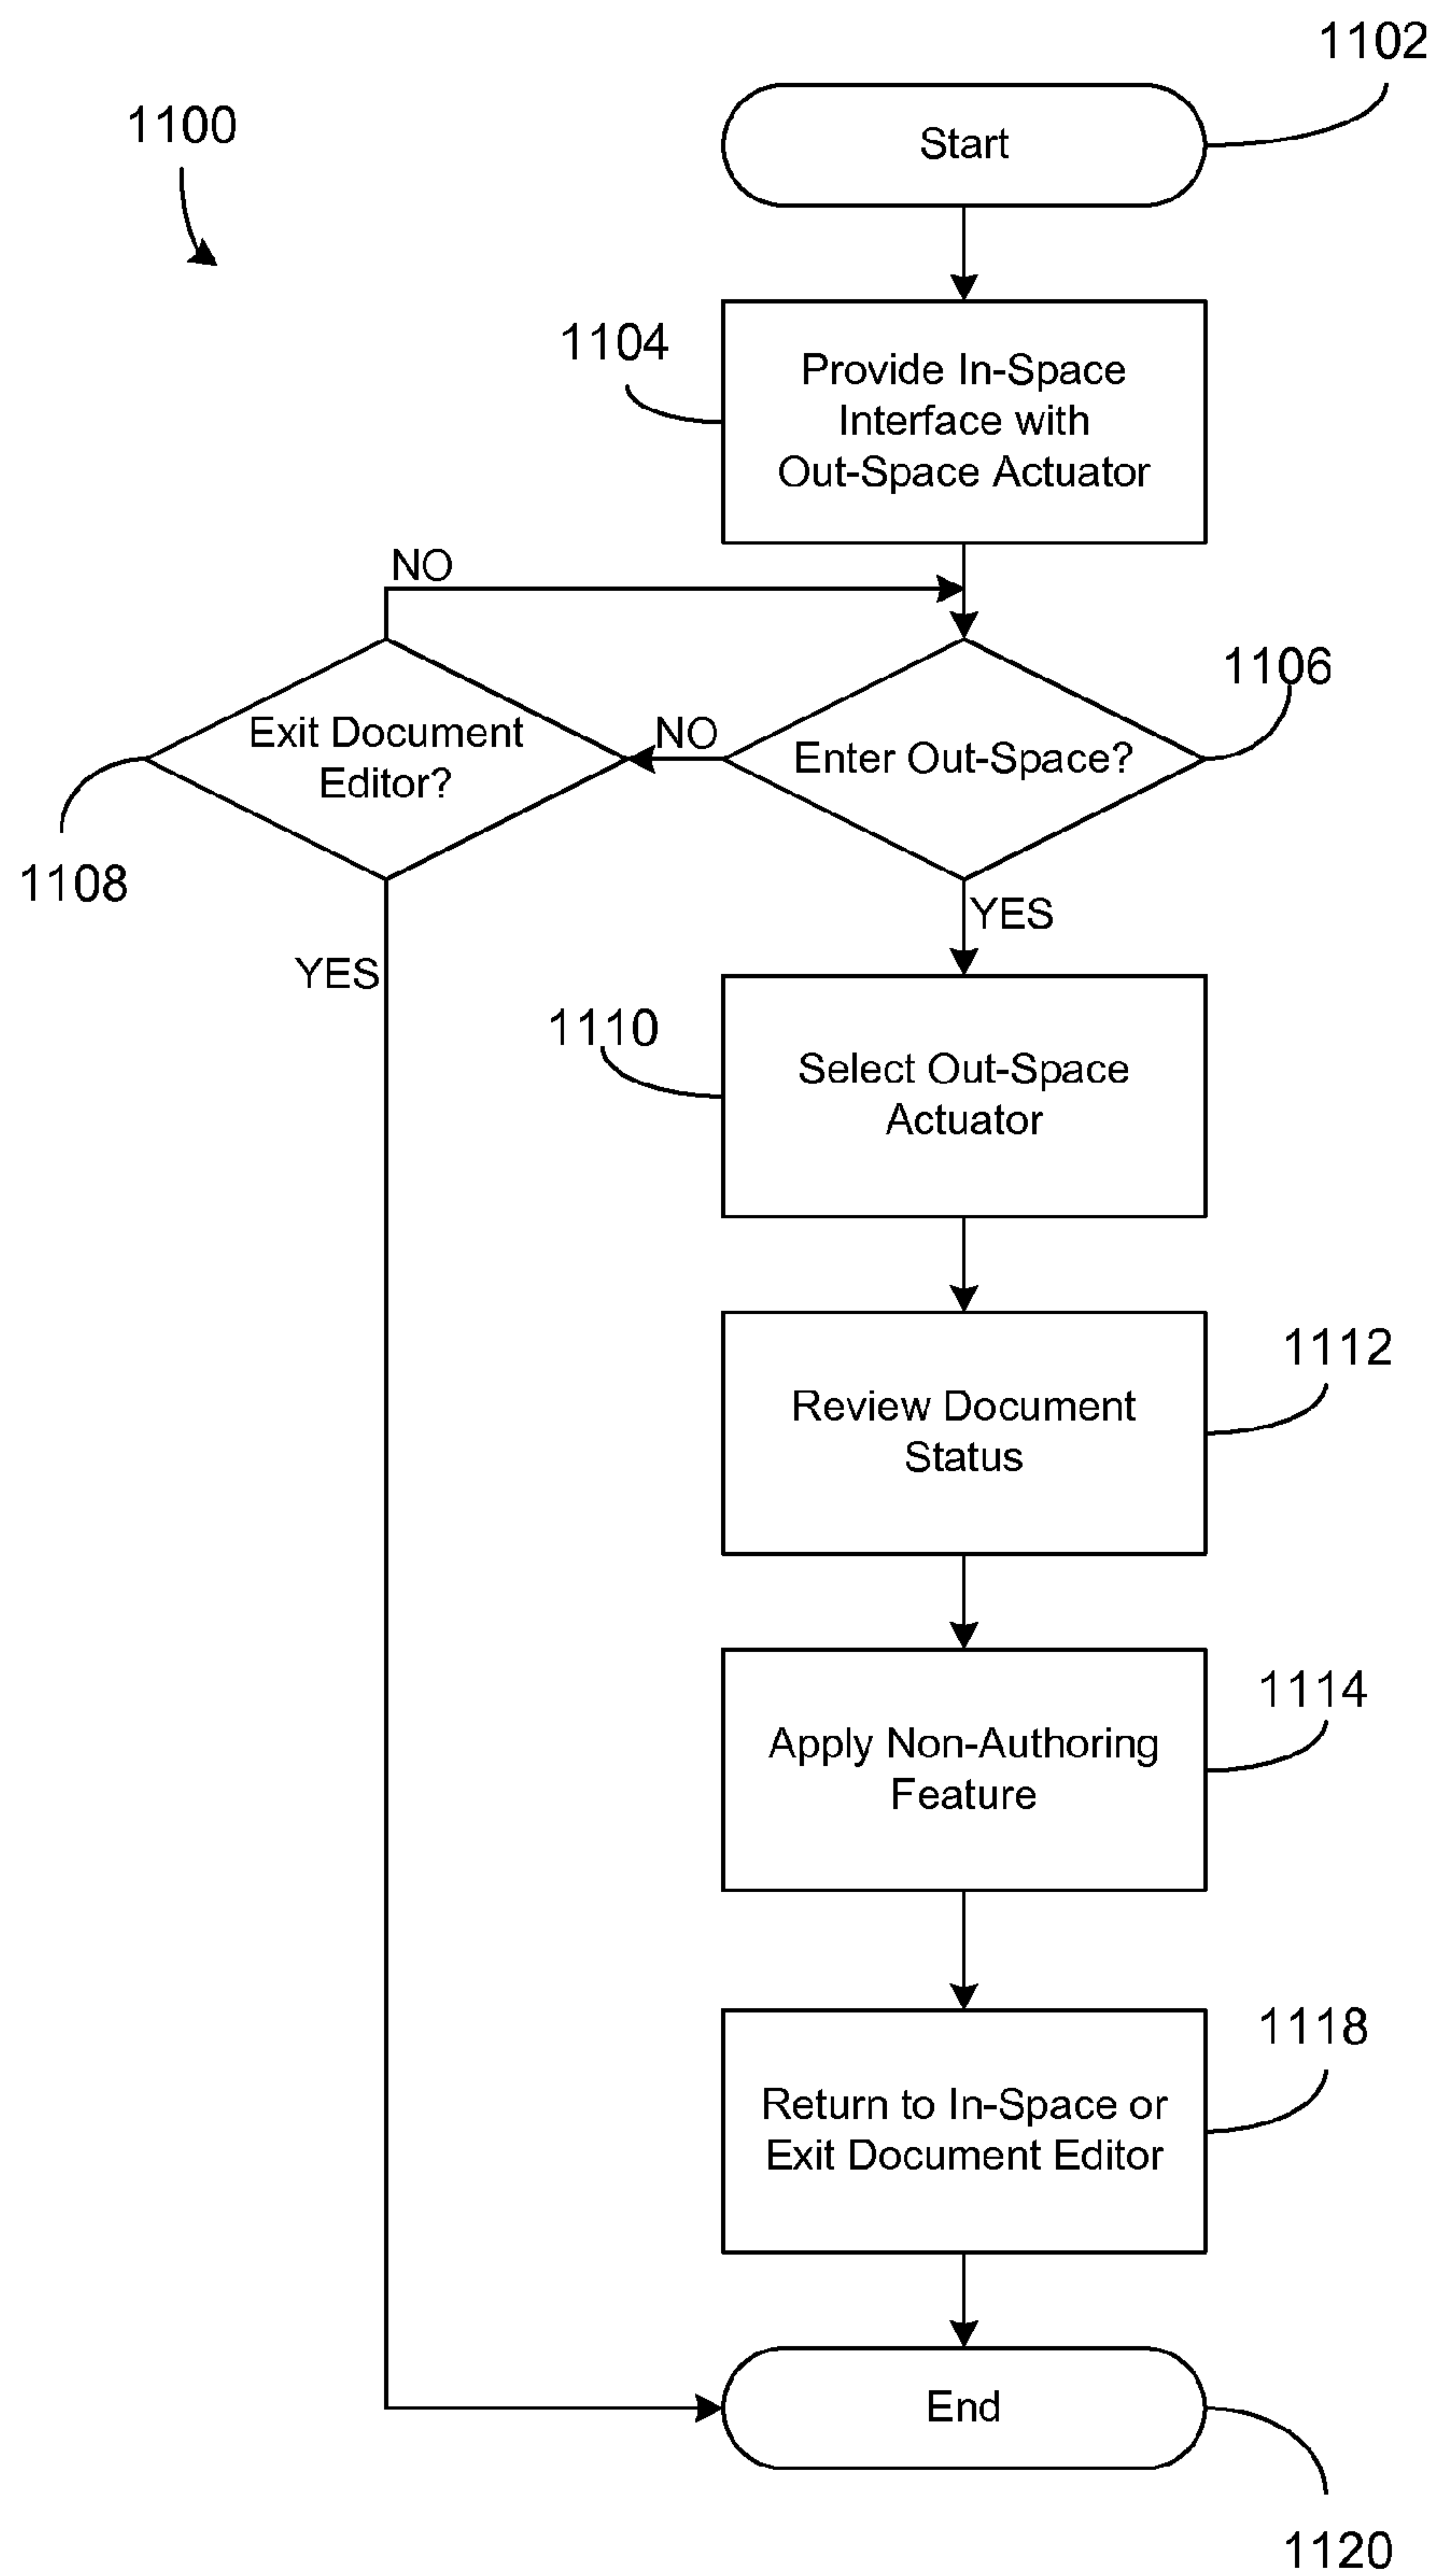 1102
1100
Start
1104
Provide In-Space
Interface with
Out-Space Actuator
NO
1106
Exit Document
Editor?
NO
Enter Out-Space?
1108
YES
YES
1110
Select Out-Space
Actuator
1112
Review Document
Status
1114
Apply Non-Authoring
Feature
1118
Return to In-Space or
Exit Document Editor
End
1120